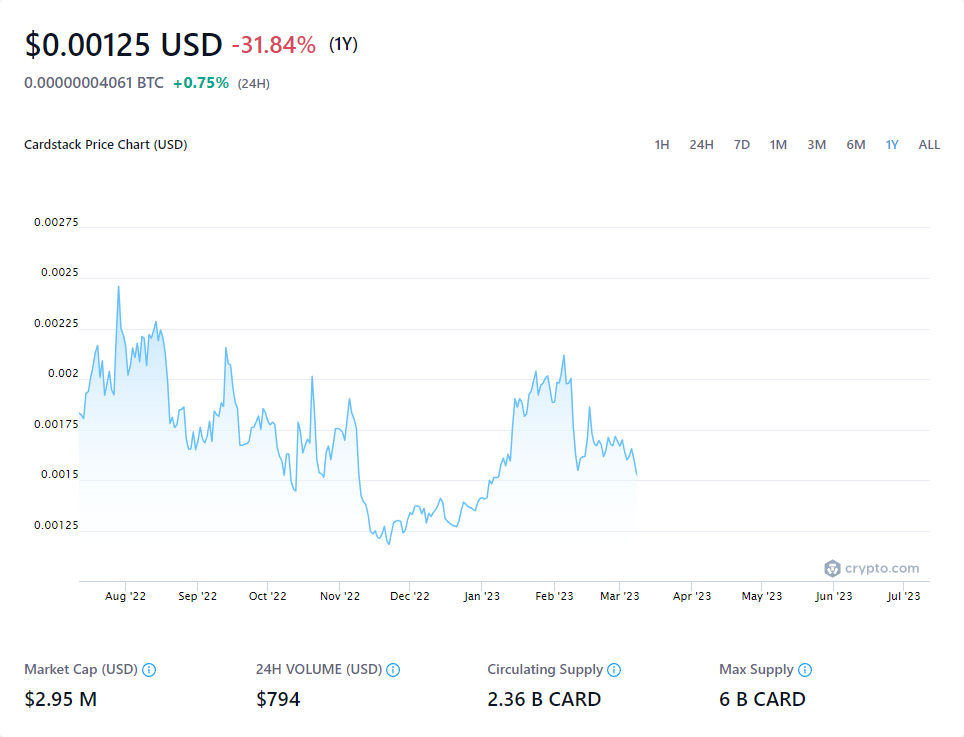 $0.00125 USD -31.84% (1Y)
0.00000004061 BTC +0.75% (24H)
Cardstack Price Chart (USD)
1H 24H 7D 1M 3M 6M 1Y ALL
0.00275
0.0025
0.00225
0.002
0.00175
0.0015
0.00125
crypto.com
Aug '22 Sep '22 Oct '22 Nov '22 Dec '22 Jan '23 Feb '23 Mar '23 Apr '23 May '23 Jun '23 Jul '23
Market Cap (USD) 24H VOLUME (USD) Circulating Supply Max Supply
$2.95 M $794 2.36 B CARD 6 B CARD